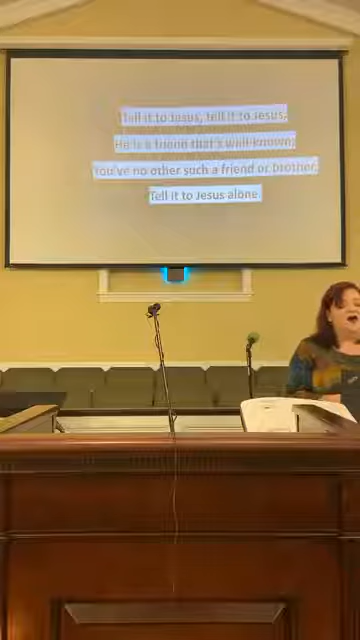 Tell it to Jesus, tell it to Jesus,
He is a friend that's well-known;
You've no other such a friend or brother,
Tell it to Jesus alone.